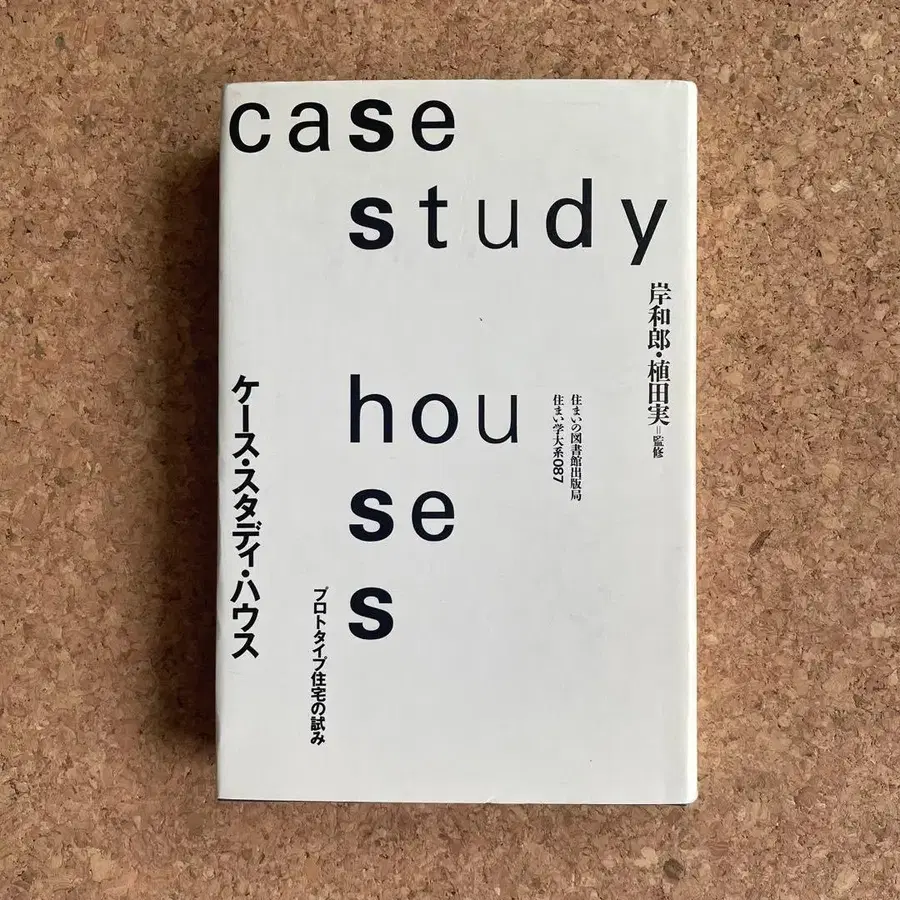 case
study
hou
se
s
岸和郎・植田実=監修
住まいの図書館出版局
住まい学大系087
ケース・スタディ・ハウス
プロトタイプ住宅の試み